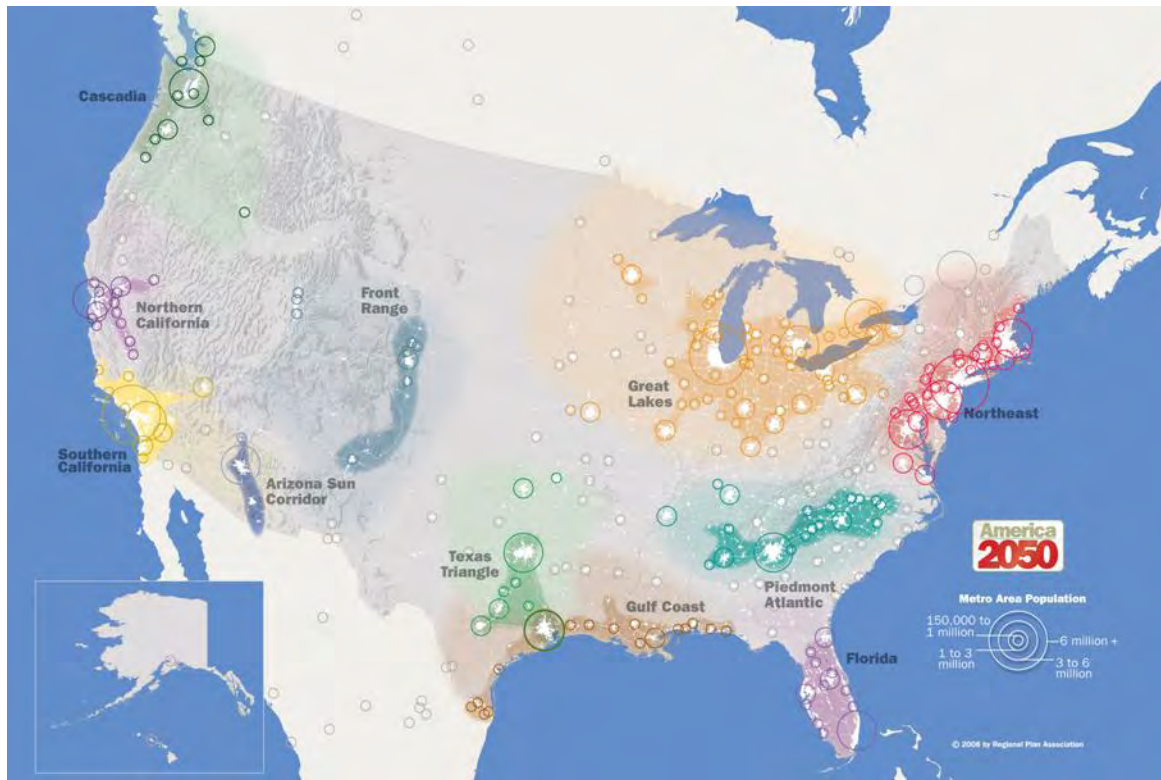 Cascadia
Northern
California
Front
Range
Great
Lakes
Northeast
Southern
California
Arizona Sun
Corridor
Texas
Triangle
Gulf Coast
Piedmont
Atlantic
Florida
America
2050
Metro Area Population
150,000 to
1 million
1 to 3
million
6 million +
3 to 6
million
© 2008 by Regional Plan Association